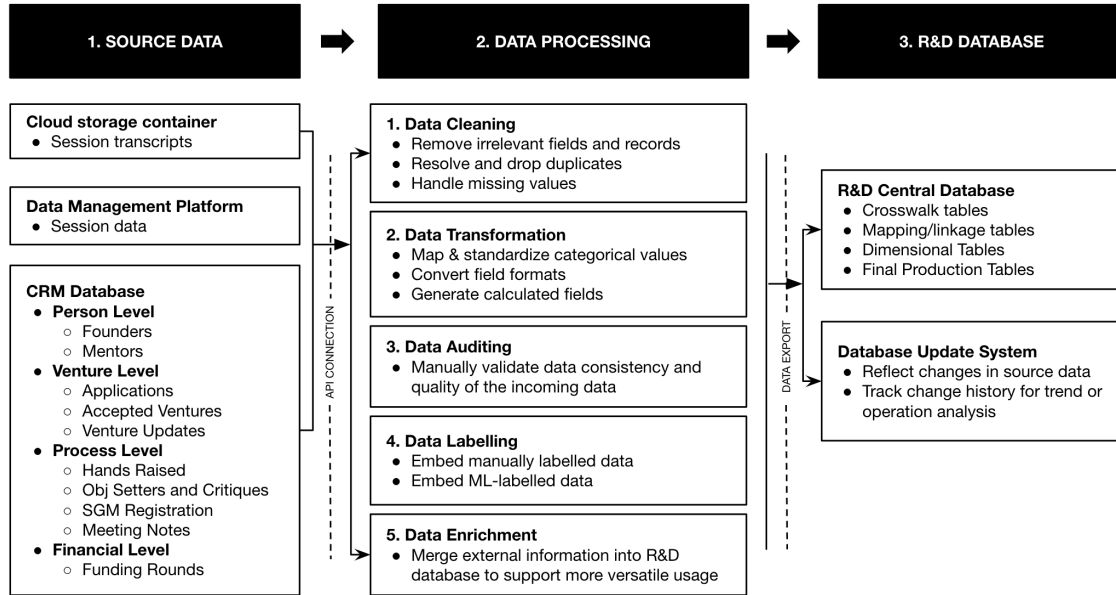 1. SOURCE DATA
2. DATA PROCESSING
3. R&D DATABASE
Cloud storage container
● Session transcripts
Data Management Platform
● Session data
CRM Database
● Person Level
○ Founders
○ Mentors
● Venture Level
○ Applications
○ Accepted Ventures
○ Venture Updates
● Process Level
○ Hands Raised
○ Obj Setters and Critiques
○ SGM Registration
○ Meeting Notes
● Financial Level
○ Funding Rounds
API CONNECTION
1. Data Cleaning
● Remove irrelevant fields and records
● Resolve and drop duplicates
● Handle missing values
2. Data Transformation
● Map & standardize categorical values
● Convert field formats
● Generate calculated fields
3. Data Auditing
● Manually validate data consistency and
quality of the incoming data
4. Data Labelling
● Embed manually labelled data
● Embed ML-labelled data
5. Data Enrichment
● Merge external information into R&D
database to support more versatile usage
DATA EXPORT
R&D Central Database
● Crosswalk tables
● Mapping/linkage tables
● Dimensional Tables
● Final Production Tables
Database Update System
● Reflect changes in source data
● Track change history for trend or
operation analysis